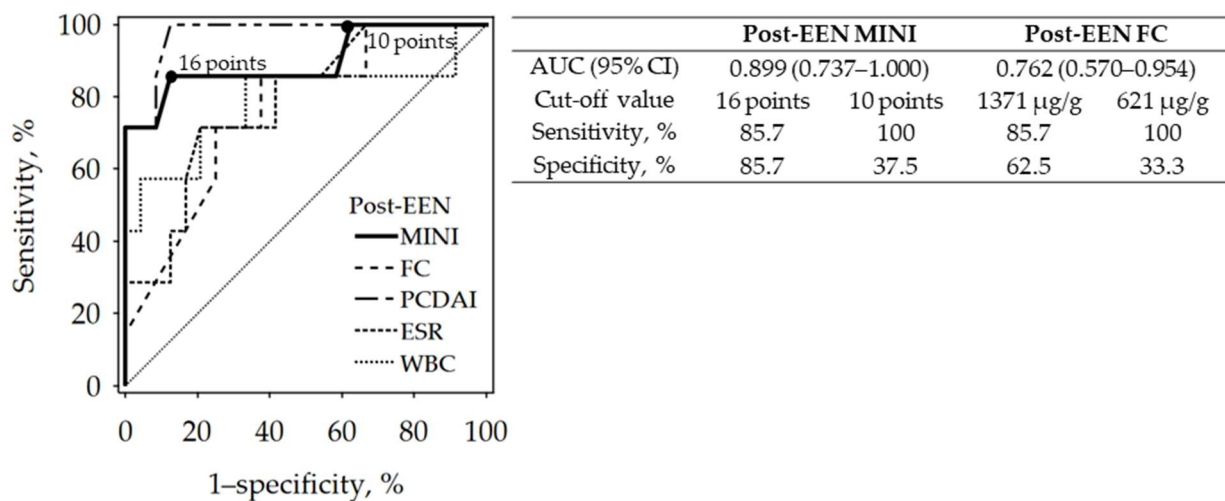 100
80
60
40
20
0
Sensitivity, %
0 20 40 60 80 100
1–specificity, %
16 points
10 points
Post-EEN
MINI
FC
PCDAI
ESR
WBC
Post-EEN MINI Post-EEN FC
AUC (95% CI) 0.899 (0.737–1.000) 0.762 (0.570–0.954)
Cut-off value 16 points 10 points 1371 µg/g 621 µg/g
Sensitivity, % 85.7 100 85.7 100
Specificity, % 85.7 37.5 62.5 33.3